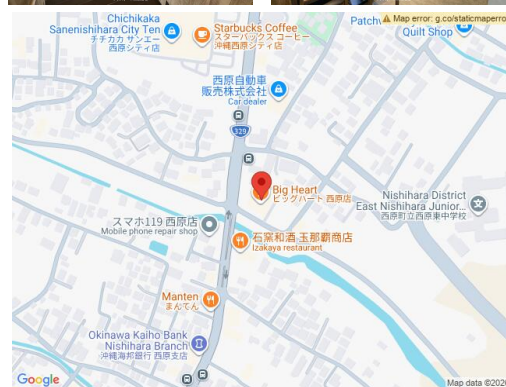 Chichikaka
Sanenishihara City Ten
チチカカ サンエー
西原シティ店
Starbucks Coffee
スターバックス コーヒー
沖縄西原シティ店
Patchw
⚠ Map error: g.co/staticmaperro
Quilt Shop
西原自動車
販売株式会社
Car dealer
329
Big Heart
ビッグハート 西原店
Nishihara District
East Nishihara Junior...
西原町立西原東中学校
スマホ119 西原店
Mobile phone repair shop
石窯和酒 玉那覇商店
Izakaya restaurant
Manten
まんてん
Okinawa Kaiho Bank
Nishihara Branch
沖縄海邦銀行 西原支店
Google
Map data ©202